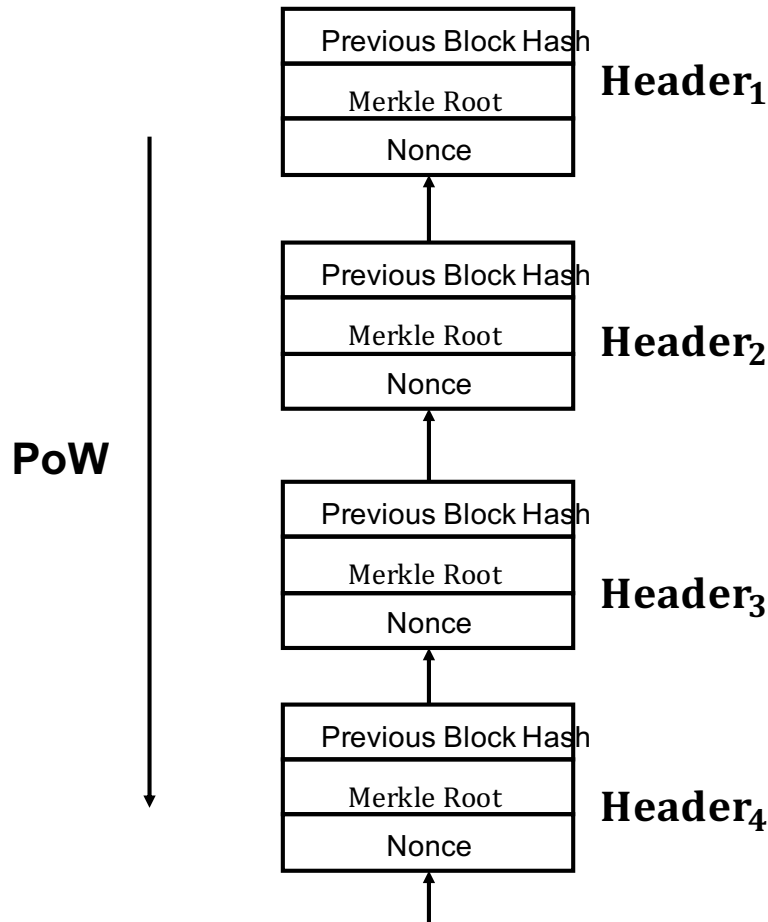 Previous Block Hash
Merkle Root
Nonce
Header₁
Previous Block Hash
Merkle Root
Nonce
Header₂
PoW
Previous Block Hash
Merkle Root
Nonce
Header₃
Previous Block Hash
Merkle Root
Nonce
Header₄